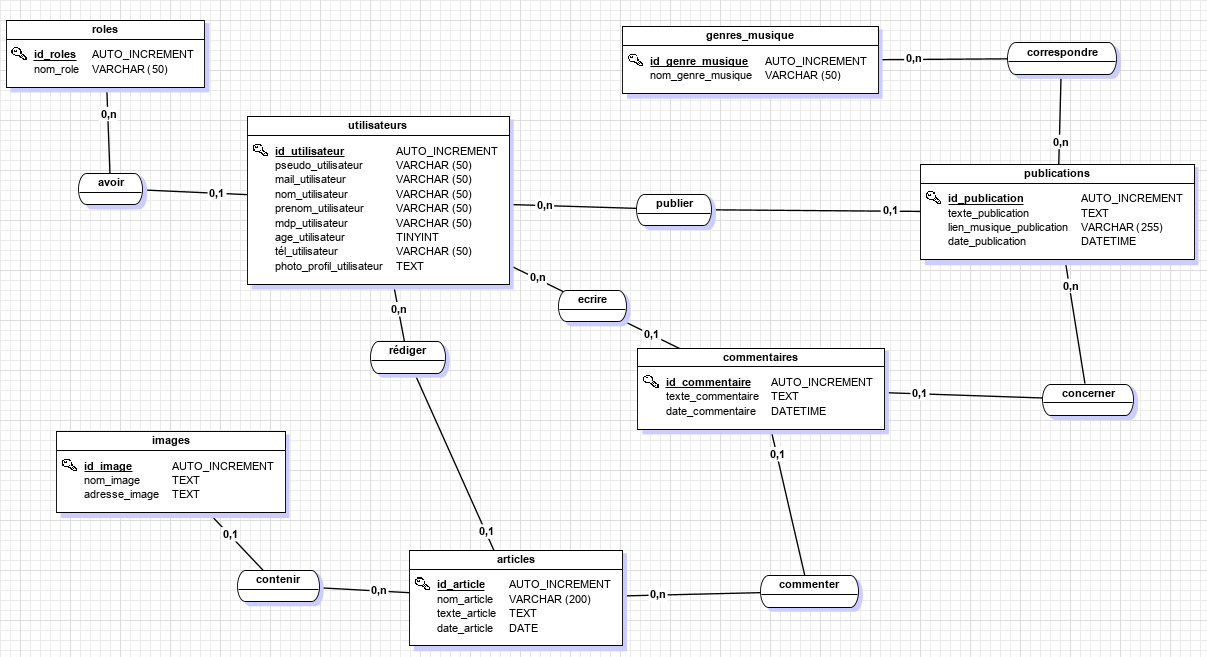 roles
id_roles AUTO_INCREMENT
nom_role VARCHAR (50)
0,n
avoir
0,1
utilisateurs
id_utilisateur AUTO_INCREMENT
pseudo_utilisateur VARCHAR (50)
mail_utilisateur VARCHAR (50)
nom_utilisateur VARCHAR (50)
prenom_utilisateur VARCHAR (50)
mdp_utilisateur VARCHAR (50)
age_utilisateur TINYINT
tél_utilisateur VARCHAR (50)
photo_profil_utilisateur TEXT
genres_musique
id_genre_musique AUTO_INCREMENT
nom_genre_musique VARCHAR (50)
0,n
correspondre
0,n
publications
id_publication AUTO_INCREMENT
texte_publication TEXT
lien_musique_publication VARCHAR (255)
date_publication DATETIME
0,n
publier
0,1
0,n
ecrire
0,1
0,n
concerner
0,1
commentaires
id_commentaire AUTO_INCREMENT
texte_commentaire TEXT
date_commentaire DATETIME
0,n
rédiger
0,1
images
id_image AUTO_INCREMENT
nom_image TEXT
adresse_image TEXT
0,1
contenir
0,n
articles
id_article AUTO_INCREMENT
nom_article VARCHAR (200)
texte_article TEXT
date_article DATE
0,n
commenter
0,1